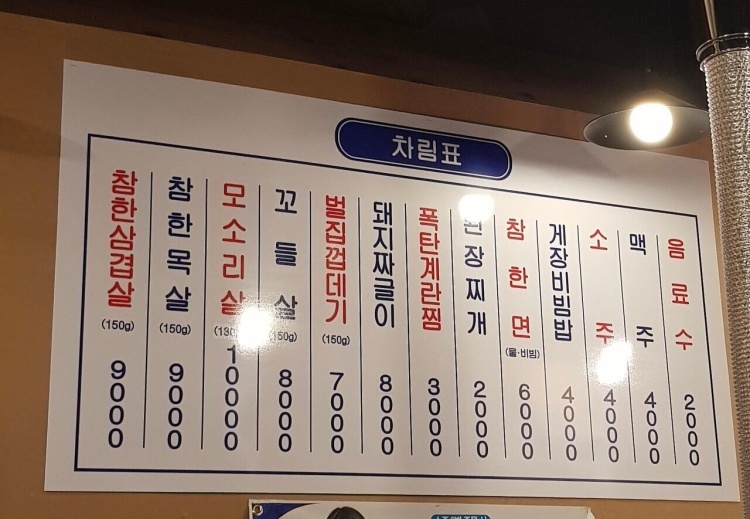 차림표
참한삼겹살
(150g)
9000
참한목살
(150g)
9000
모소리살
10000
꼬들살
8000
벌집껍데기
(150g)
7000
돼지짜글이
8000
폭탄계란찜
3000
된장찌개
2000
참한면
(물·비빔)
6000
게장비빔밥
4000
소주
4000
맥주
4000
음료수
2000